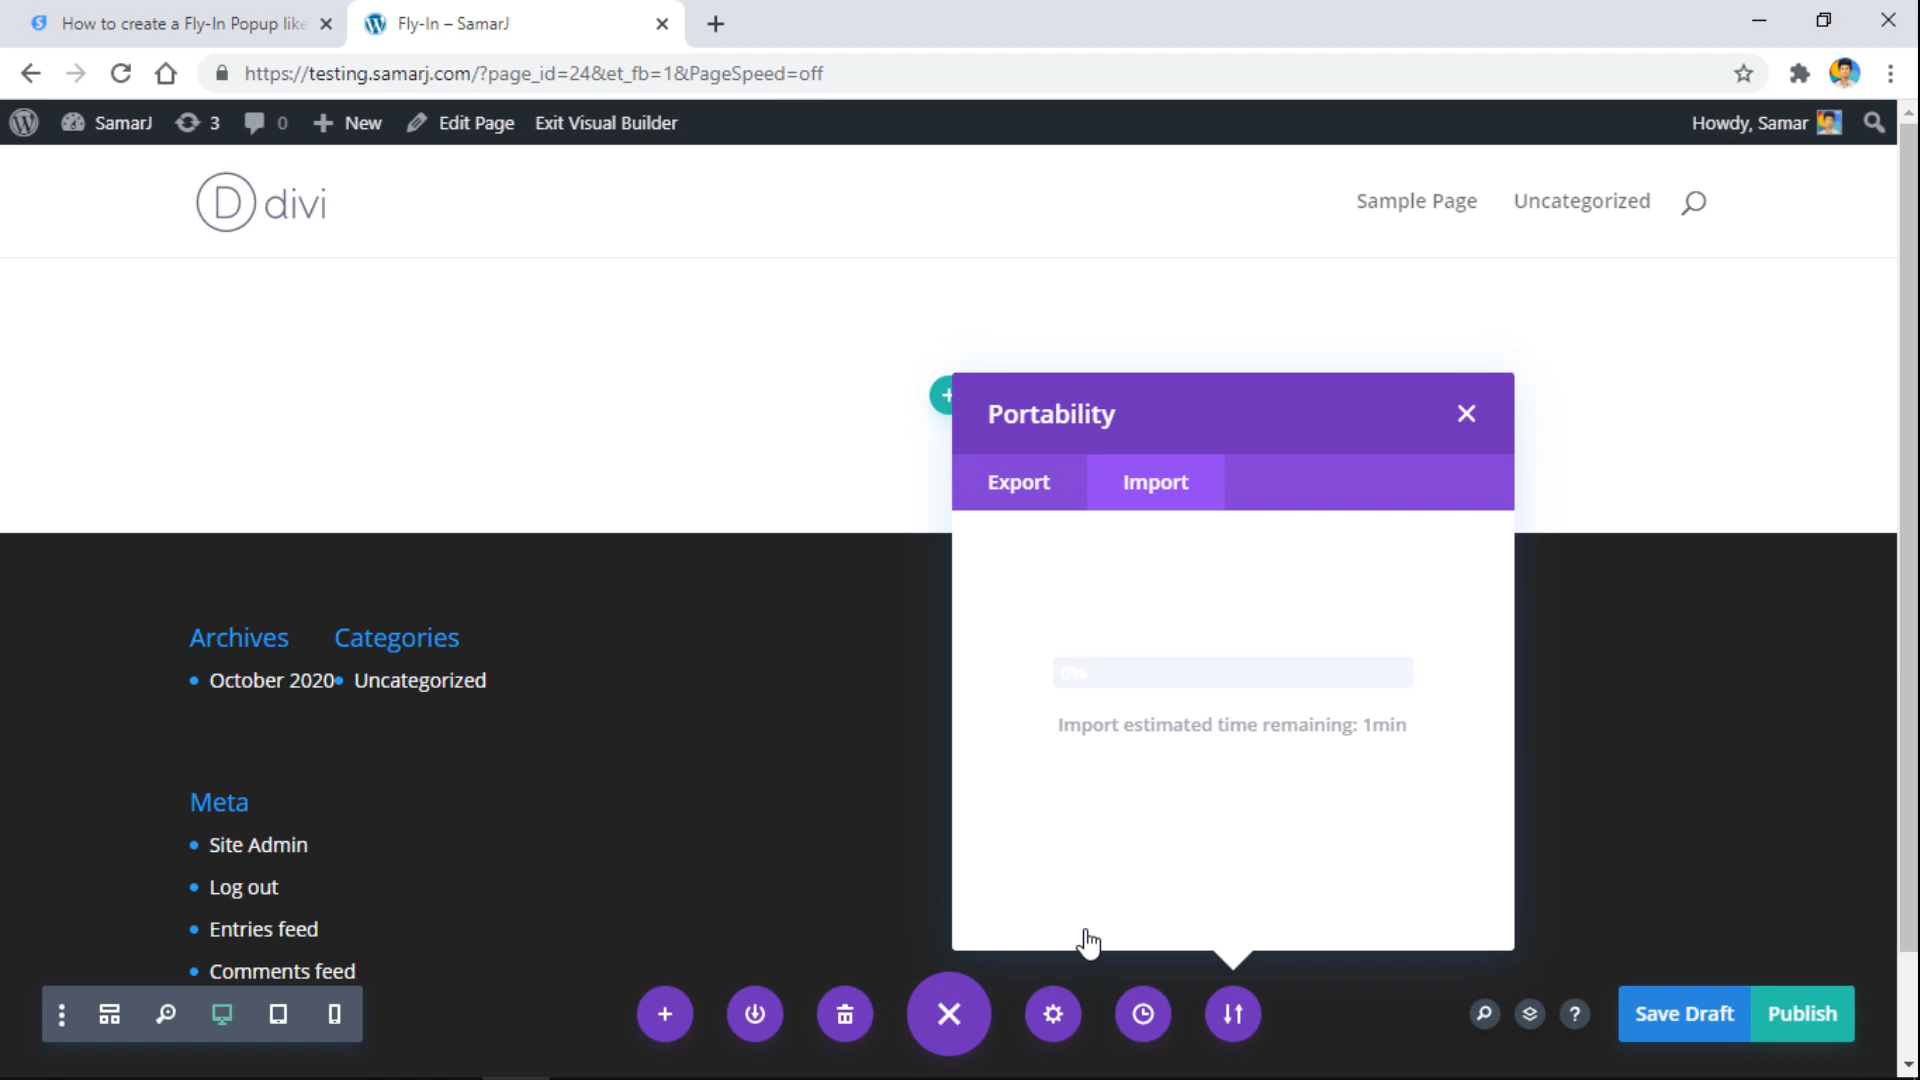 How to create a Fly-In Popup like
Fly-In – SamarJ
https://testing.samarj.com/?page_id=24&et_fb=1&PageSpeed=off
SamarJ
3
0
New
Edit Page
Exit Visual Builder
Howdy, Samar
D divi
Sample Page
Uncategorized
Portability
Export
Import
0%
Import estimated time remaining: 1min
Archives
October 2020
Categories
Uncategorized
Meta
Site Admin
Log out
Entries feed
Comments feed
Save Draft
Publish